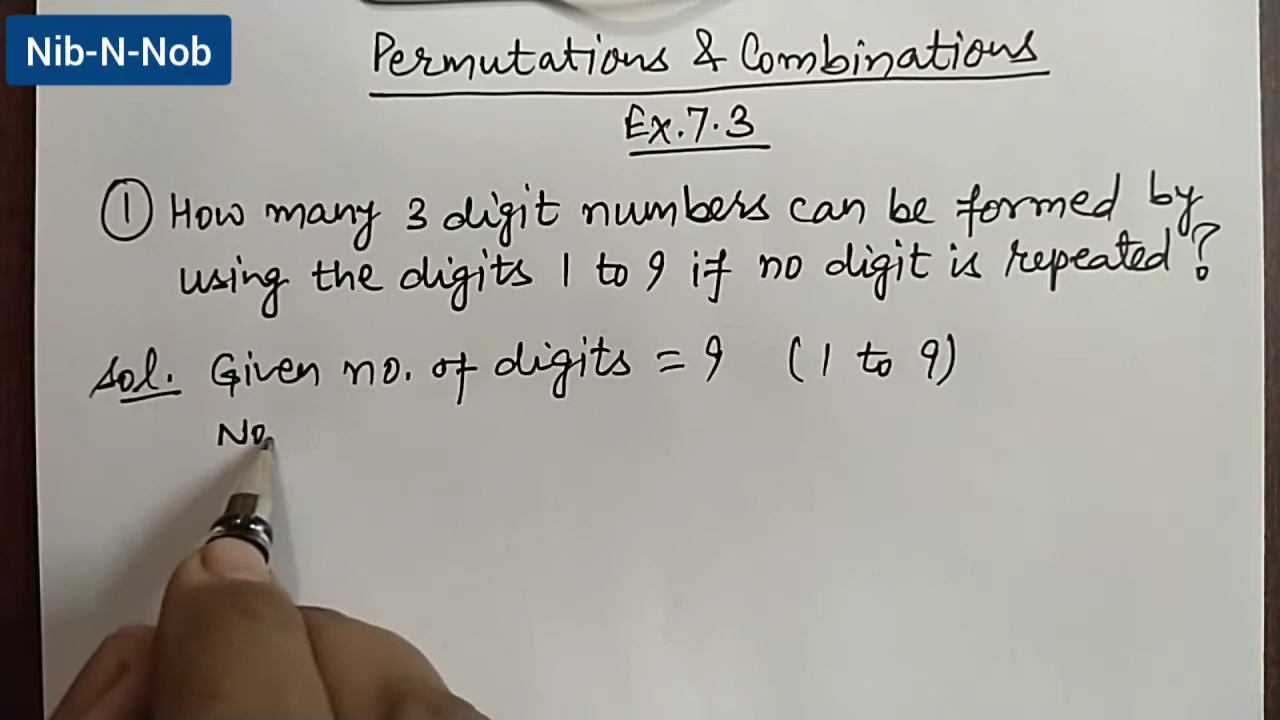 Nib-N-Nob
Permutations & Combinations
Ex.7.3
① How many 3 digit numbers can be formed by
using the digits 1 to 9 if no digit is repeated?
Sol. Given no. of digits = 9 (1 to 9)
No